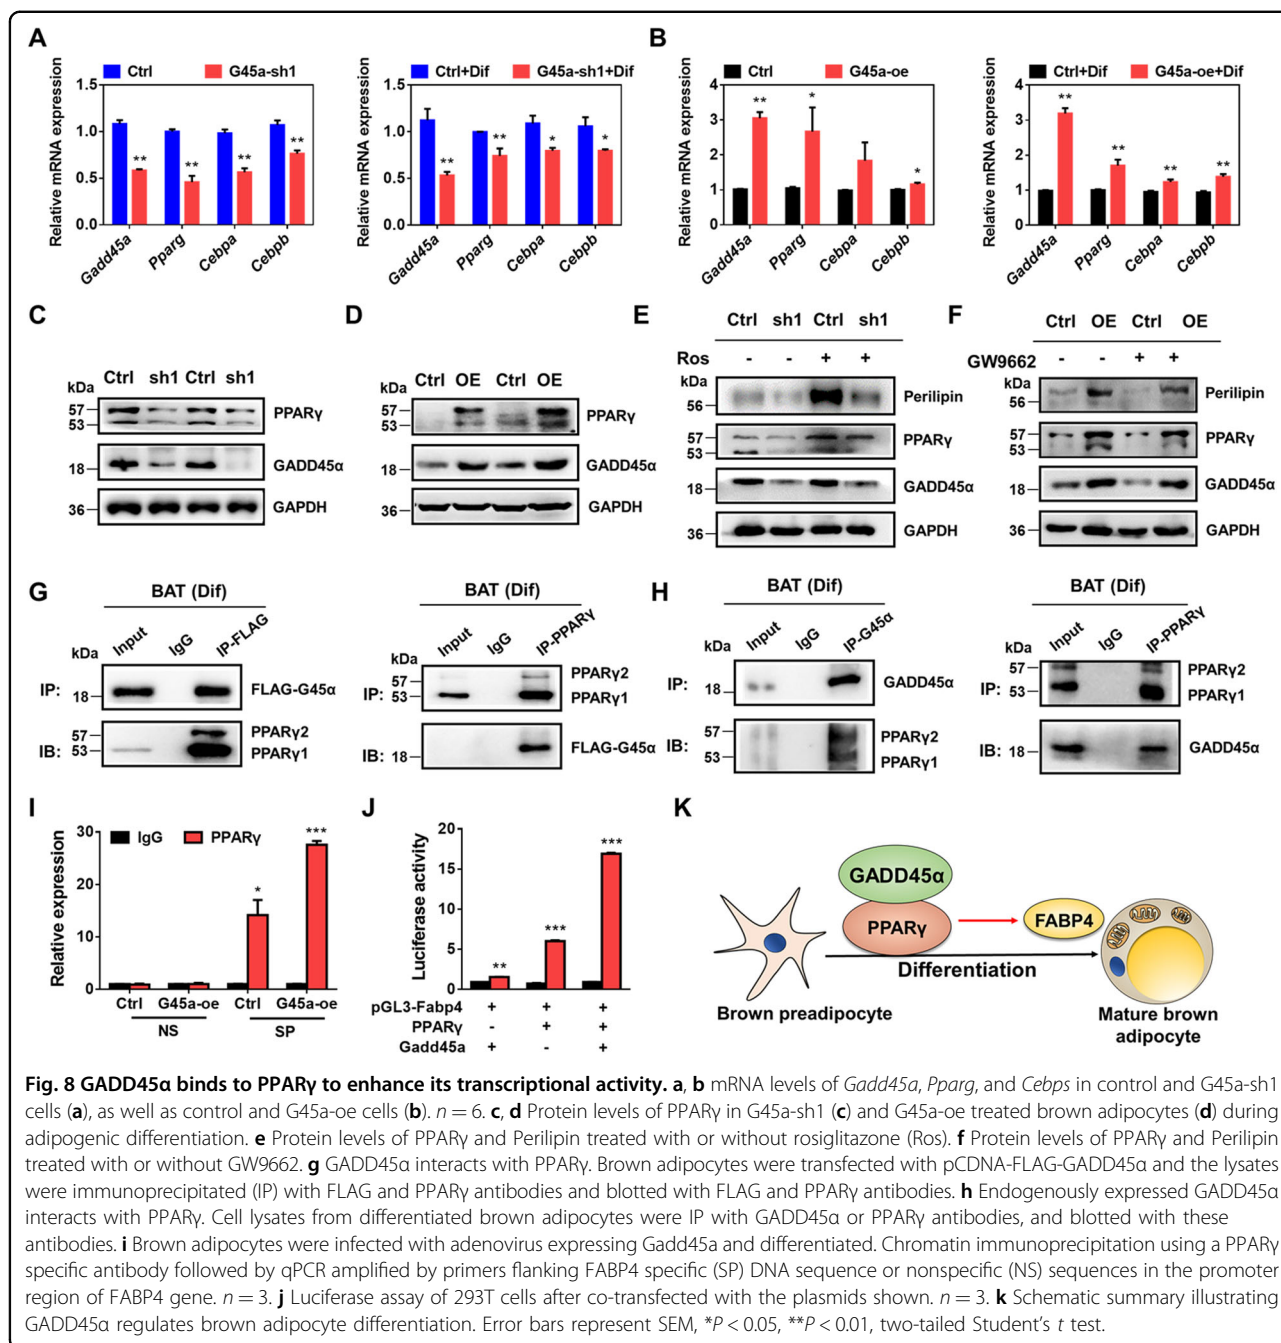 A
Ctrl G45a-sh1
Relative mRNA expression
1.5
1.0
0.5
0.0
Gadd45a Pparg Cebpa Cebpb
Ctrl+Dif G45a-sh1+Dif
Relative mRNA expression
1.5
1.0
0.5
0.0
** ** ** **
** ** * *
Gadd45a Pparg Cebpa Cebpb
B
Ctrl G45a-oe
Relative mRNA expression
4
3
2
1
0
** * *
Gadd45a Pparg Cebpa Cebpb
Ctrl+Dif G45a-oe+Dif
Relative mRNA expression
4
3
2
1
0
** ** ** **
Gadd45a Pparg Cebpa Cebpb
C
kDa Ctrl sh1 Ctrl sh1
57
53
PPARγ
18
GADD45α
36
GAPDH
D
kDa Ctrl OE Ctrl OE
57
53
PPARγ
18
GADD45α
36
GAPDH
E
Ctrl sh1 Ctrl sh1
Ros - - + +
kDa
56
Perilipin
57
53
PPARγ
18
GADD45α
36
GAPDH
F
Ctrl OE Ctrl OE
GW9662 - - + +
kDa
56
Perilipin
57
53
PPARγ
18
GADD45α
36
GAPDH
G
BAT (Dif)
kDa Input IgG IP-FLAG
IP: 18 FLAG-G45α
57 PPARγ2
IB: 53 PPARγ1
BAT (Dif)
kDa Input IgG IP-PPARγ
57 PPARγ2
IP: 53 PPARγ1
IB: 18 FLAG-G45α
H
BAT (Dif)
kDa Input IgG IP-G45α
IP: 18 GADD45α
57 PPARγ2
IB: 53 PPARγ1
BAT (Dif)
kDa Input IgG IP-PPARγ
57 PPARγ2
IP: 53 PPARγ1
IB: 18 GADD45α
I
IgG PPARγ
Relative expression
30
20
10
0
* ***
Ctrl G45a-oe Ctrl G45a-oe
NS SP
J
Luciferase activity
20
15
10
5
0
** *** ***
pGL3-Fabp4 + + +
PPARγ - + +
Gadd45a + - +
K
GADD45α
PPARγ
FABP4
Differentiation
Brown preadipocyte
Mature brown
adipocyte
Fig. 8 GADD45α binds to PPARγ to enhance its transcriptional activity. a, b mRNA levels of Gadd45a, Pparg, and Cebps in control and G45a-sh1
cells (a), as well as control and G45a-oe cells (b). n = 6. c, d Protein levels of PPARγ in G45a-sh1 (c) and G45a-oe treated brown adipocytes (d) during
adipogenic differentiation. e Protein levels of PPARγ and Perilipin treated with or without rosiglitazone (Ros). f Protein levels of PPARγ and Perilipin
treated with or without GW9662. g GADD45α interacts with PPARγ. Brown adipocytes were transfected with pCDNA-FLAG-GADD45α and the lysates
were immunoprecipitated (IP) with FLAG and PPARγ antibodies and blotted with FLAG and PPARγ antibodies. h Endogenously expressed GADD45α
interacts with PPARγ. Cell lysates from differentiated brown adipocytes were IP with GADD45α or PPARγ antibodies, and blotted with these
antibodies. i Brown adipocytes were infected with adenovirus expressing Gadd45a and differentiated. Chromatin immunoprecipitation using a PPARγ
specific antibody followed by qPCR amplified by primers flanking FABP4 specific (SP) DNA sequence or nonspecific (NS) sequences in the promoter
region of FABP4 gene. n = 3. j Luciferase assay of 293T cells after co-transfected with the plasmids shown. n = 3. k Schematic summary illustrating
GADD45α regulates brown adipocyte differentiation. Error bars represent SEM, *P < 0.05, **P < 0.01, two-tailed Student's t test.